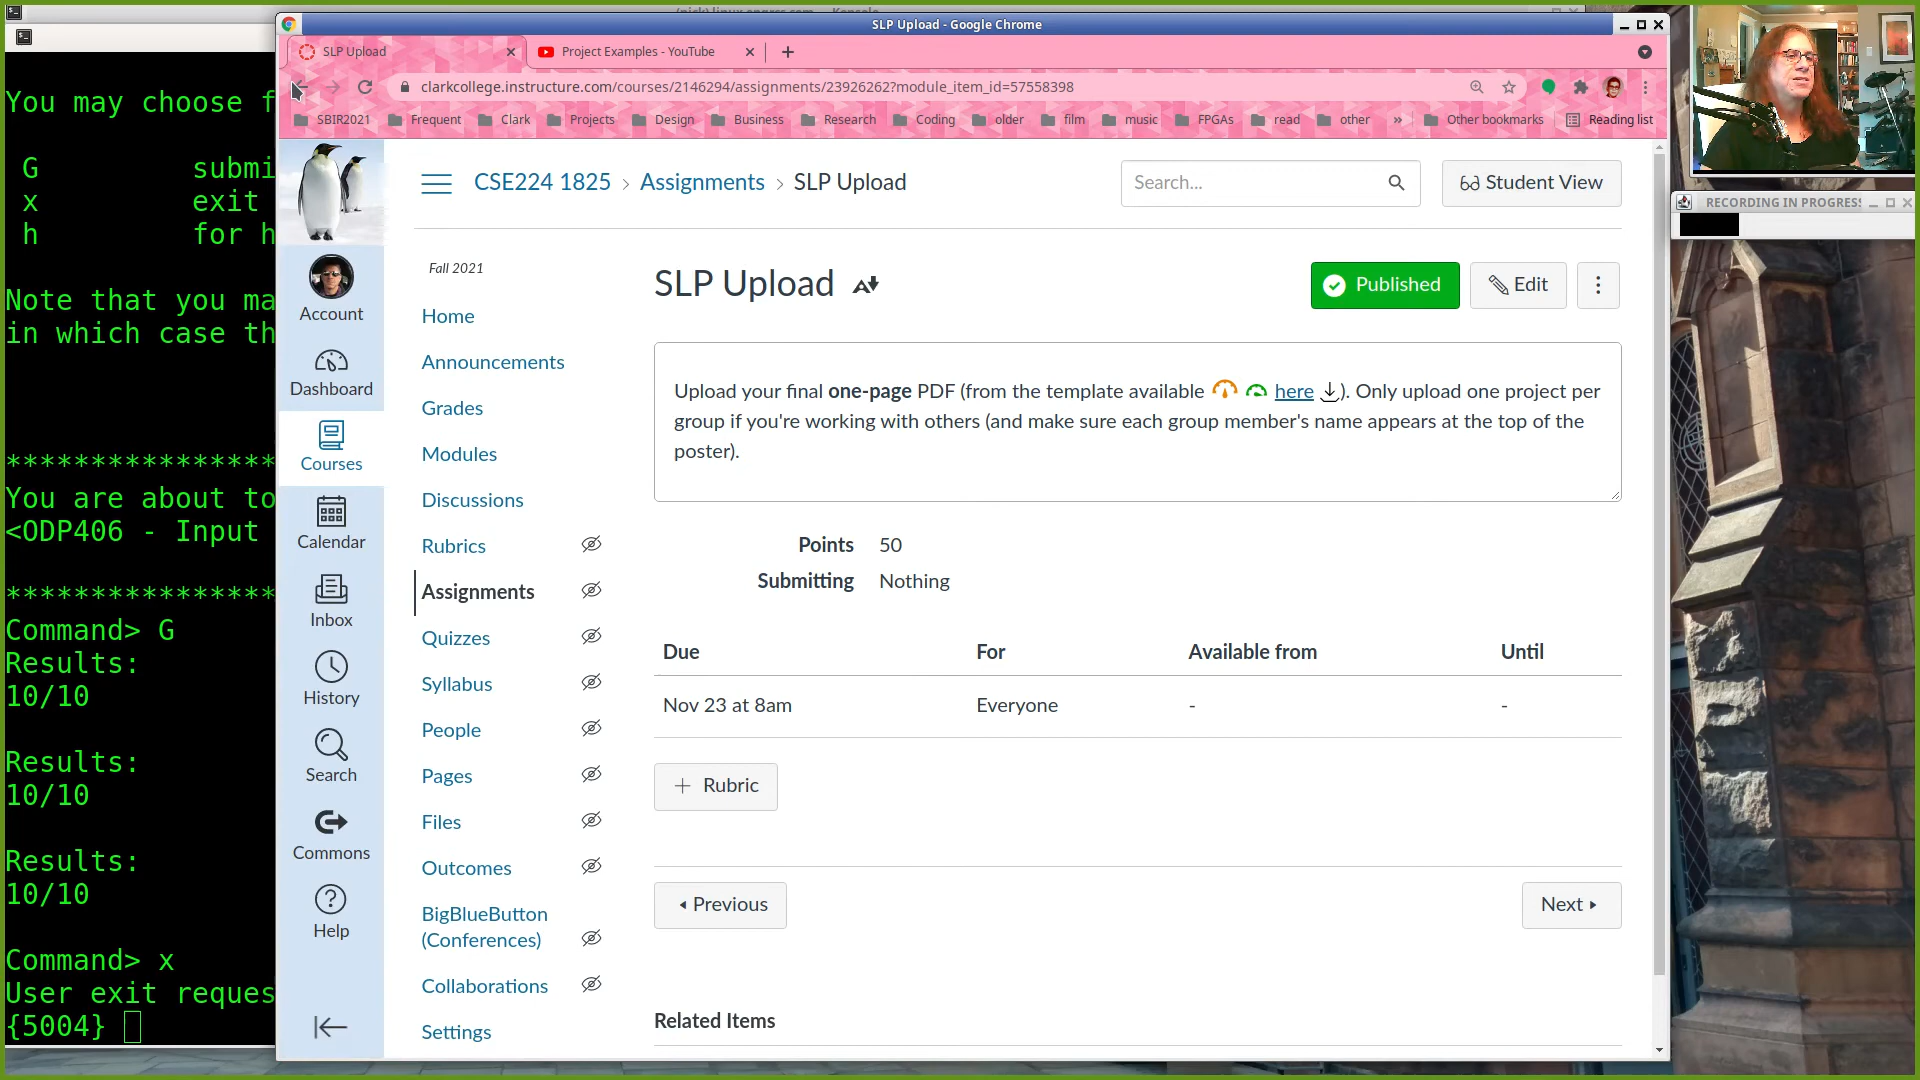 SLP Upload - Google Chrome
SLP Upload
Project Examples - YouTube
clarkcollege.instructure.com/courses/2146294/assignments/23926262?module_item_id=57558398
SBIR2021 Frequent Clark Projects Design Business Research Coding older film music FPGAs read other » Other bookmarks Reading list
RECORDING IN PROGRESS
You may choose f
G submi
x exit
h for h
Note that you ma
in which case th
****************
You are about to
<ODP406 - Input
****************
Command> G
Results:
10/10
Results:
10/10
Results:
10/10
Command> x
User exit reques
{5004}
Account
Dashboard
Courses
Calendar
Inbox
History
Search
Commons
Help
CSE224 1825 › Assignments › SLP Upload
Search...
Student View
Fall 2021
Home
Announcements
Grades
Modules
Discussions
Rubrics
Assignments
Quizzes
Syllabus
People
Pages
Files
Outcomes
BigBlueButton
(Conferences)
Collaborations
Settings
SLP Upload
Published
Edit
Upload your final one-page PDF (from the template available here ). Only upload one project per
group if you're working with others (and make sure each group member's name appears at the top of the
poster).
Points 50
Submitting Nothing
Due For Available from Until
Nov 23 at 8am Everyone - -
+ Rubric
Previous
Next
Related Items